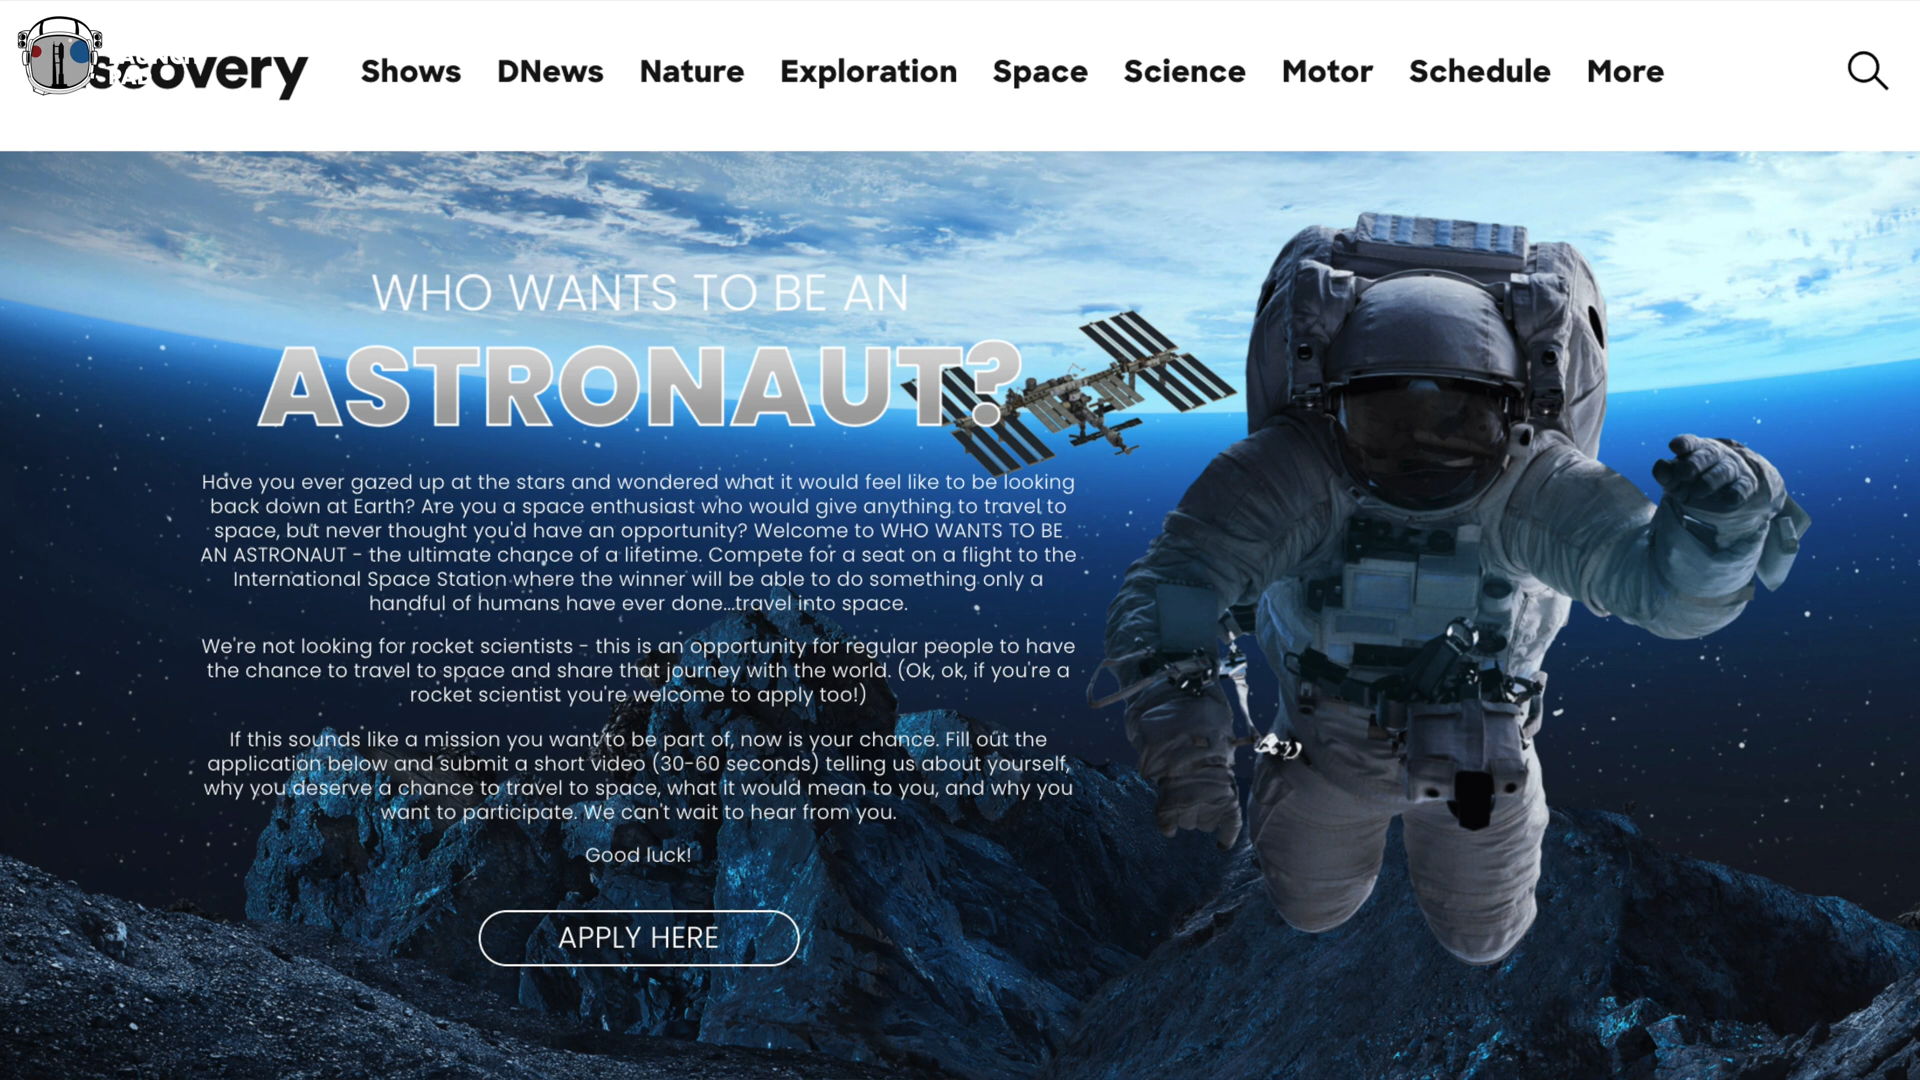 scovery
Shows DNews Nature Exploration Space Science Motor Schedule More
WHO WANTS TO BE AN
ASTRONAUT?
Have you ever gazed up at the stars and wondered what it would feel like to be looking
back down at Earth? Are you a space enthusiast who would give anything to travel to
space, but never thought you'd have an opportunity? Welcome to WHO WANTS TO BE
AN ASTRONAUT - the ultimate chance of a lifetime. Compete for a seat on a flight to the
International Space Station where the winner will be able to do something only a
handful of humans have ever done...travel into space.
We're not looking for rocket scientists - this is an opportunity for regular people to have
the chance to travel to space and share that journey with the world. (Ok, ok, if you're a
rocket scientist you're welcome to apply too!)
If this sounds like a mission you want to be part of, now is your chance. Fill out the
application below and submit a short video (30-60 seconds) telling us about yourself,
why you deserve a chance to travel to space, what it would mean to you, and why you
want to participate. We can't wait to hear from you.
Good luck!
APPLY HERE